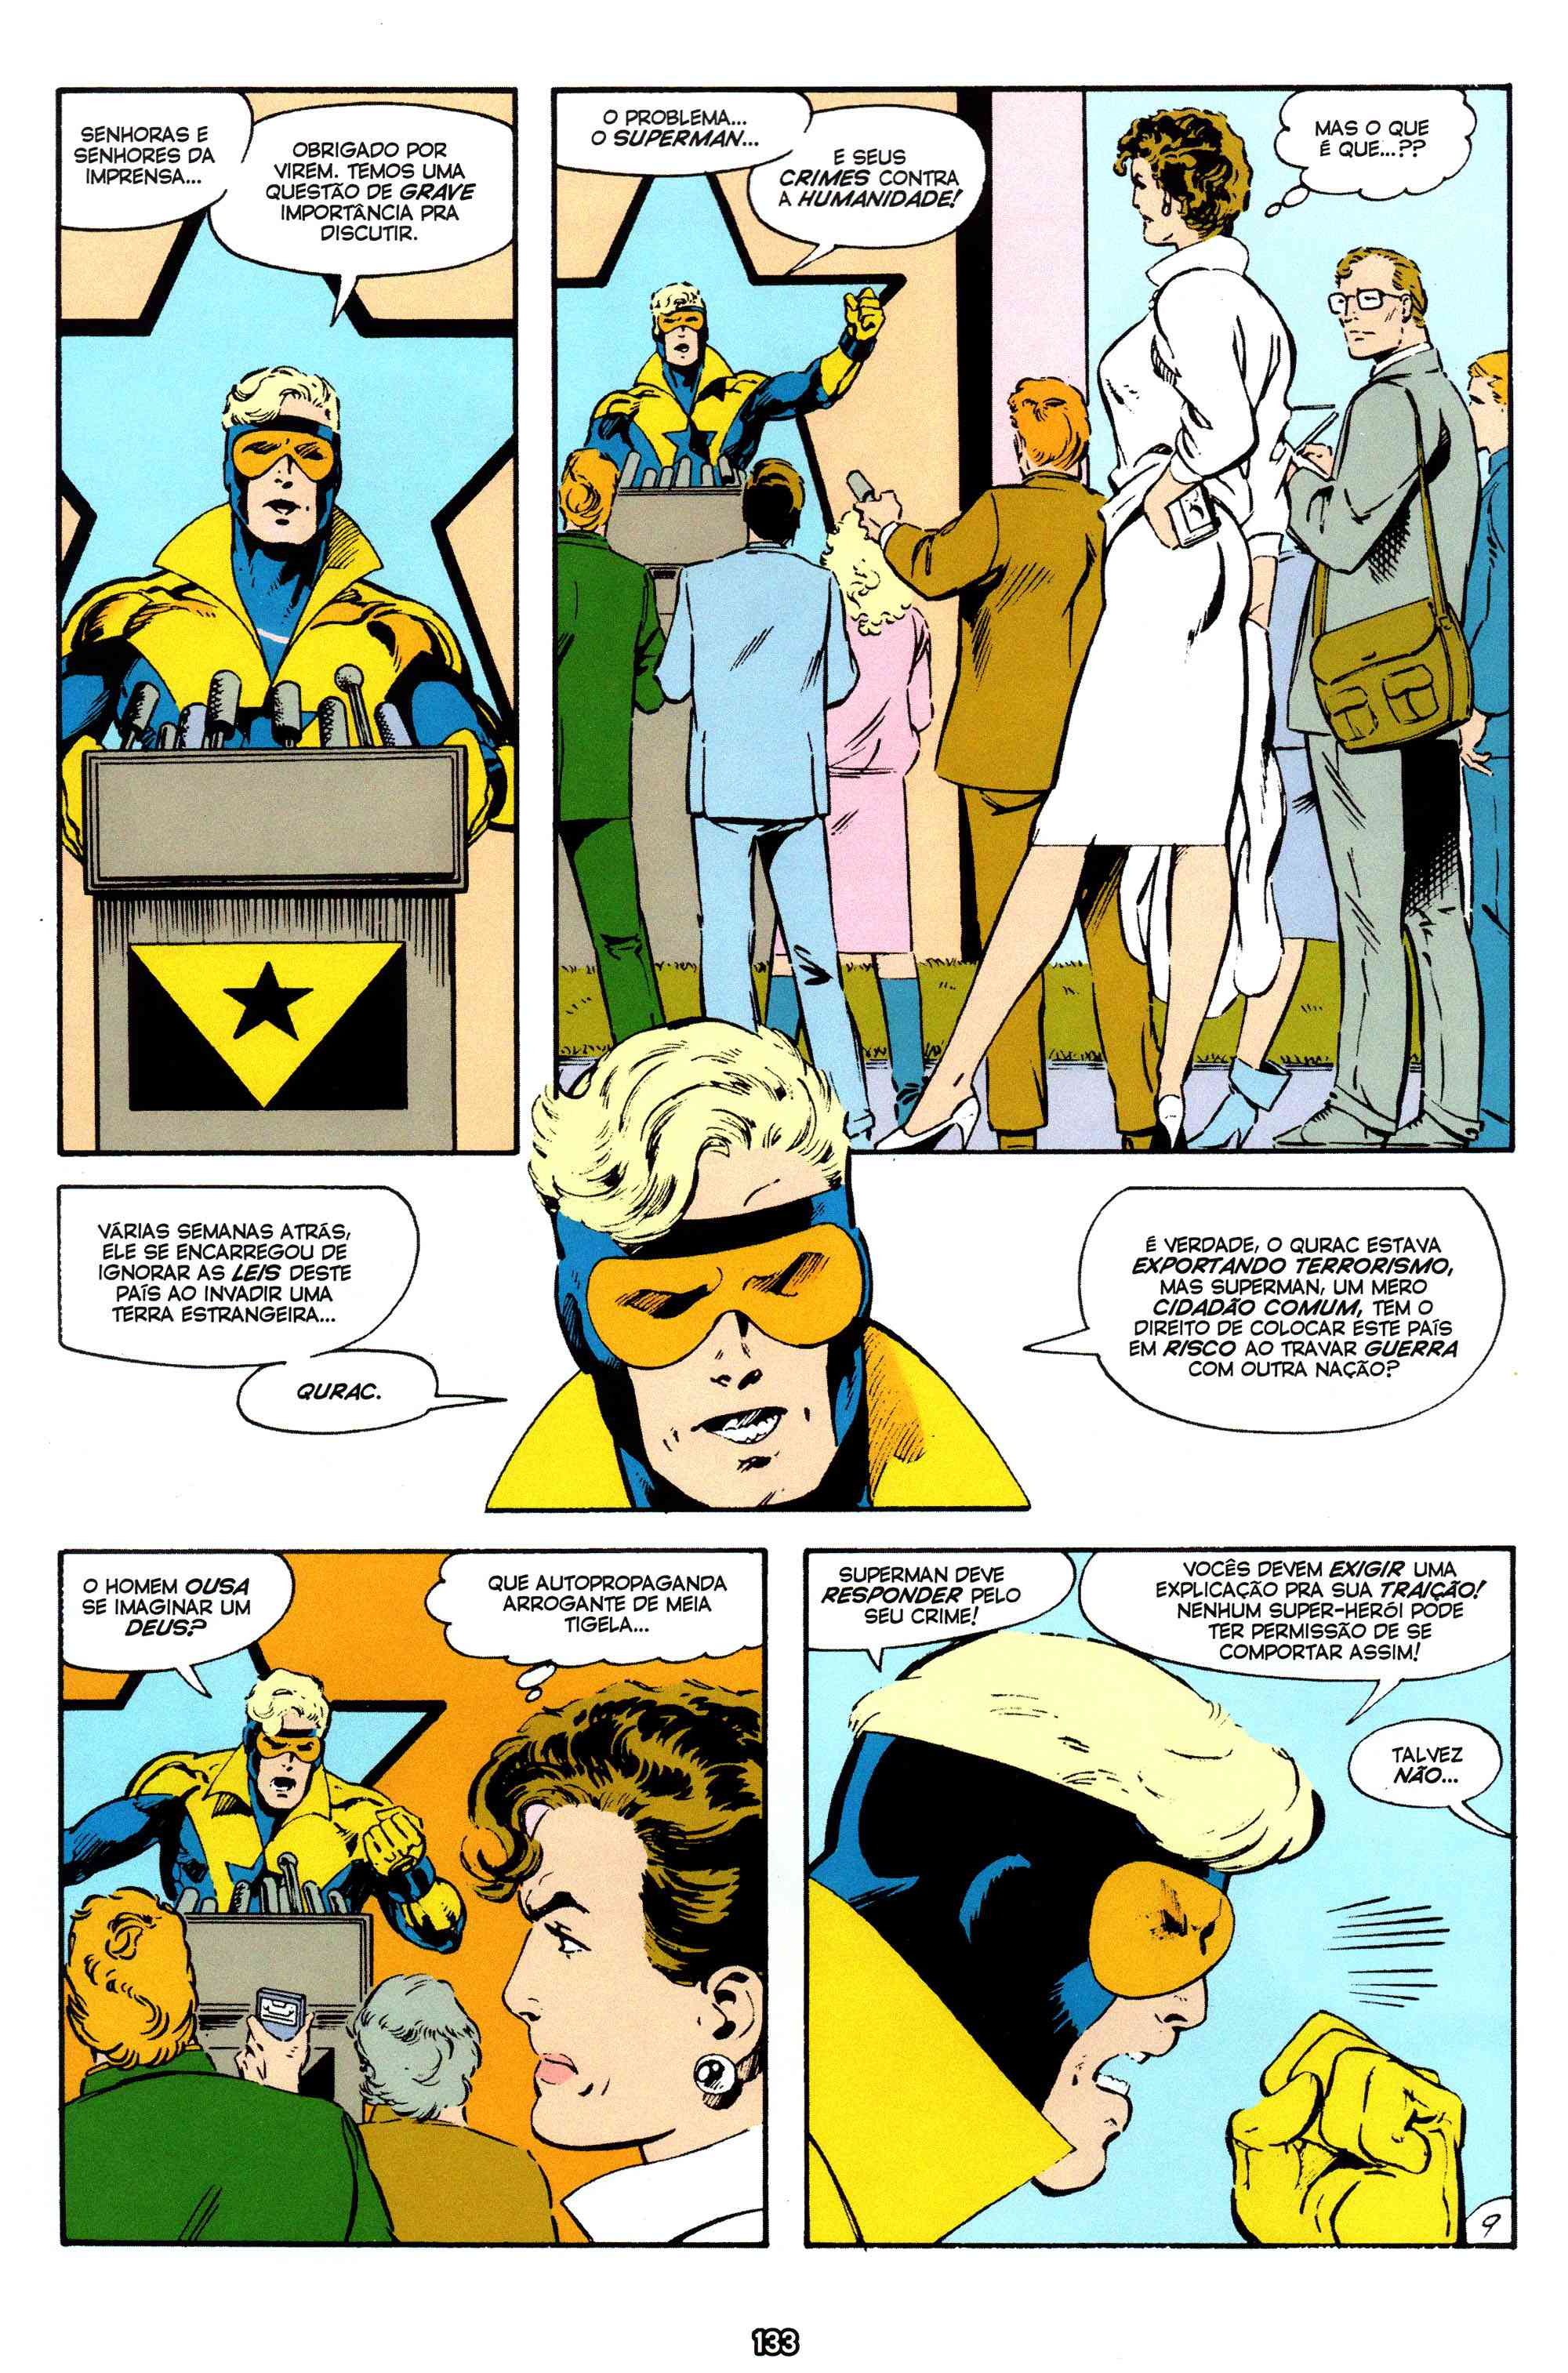 SENHORAS E
SENHORES DA
IMPRENSA...
OBRIGADO POR
VIREM. TEMOS UMA
QUESTÃO DE GRAVE
IMPORTÂNCIA PRA
DISCUTIR.
O PROBLEMA...
O SUPERMAN...
E SEUS
CRIMES CONTRA
A HUMANIDADE!
MAS O QUE
É QUE...??
VÁRIAS SEMANAS ATRÁS,
ELE SE ENCARREGOU DE
IGNORAR AS LEIS DESTE
PAÍS AO INVADIR UMA
TERRA ESTRANGEIRA...
QURAC.
É VERDADE, O QURAC ESTAVA
EXPORTANDO TERRORISMO,
MAS SUPERMAN, UM MERO
CIDADÃO COMUM, TEM O
DIREITO DE COLOCAR ESTE PAÍS
EM RISCO AO TRAVAR GUERRA
COM OUTRA NAÇÃO?
O HOMEM OUSA
SE IMAGINAR UM
DEUS?
QUE AUTOPROPAGANDA
ARROGANTE DE MEIA
TIGELA...
SUPERMAN DEVE
RESPONDER PELO
SEU CRIME!
VOCÊS DEVEM EXIGIR UMA
EXPLICAÇÃO PRA SUA TRAIÇÃO!
NENHUM SUPER-HERÓI PODE
TER PERMISSÃO DE SE
COMPORTAR ASSIM!
TALVEZ
NÃO...
9
133